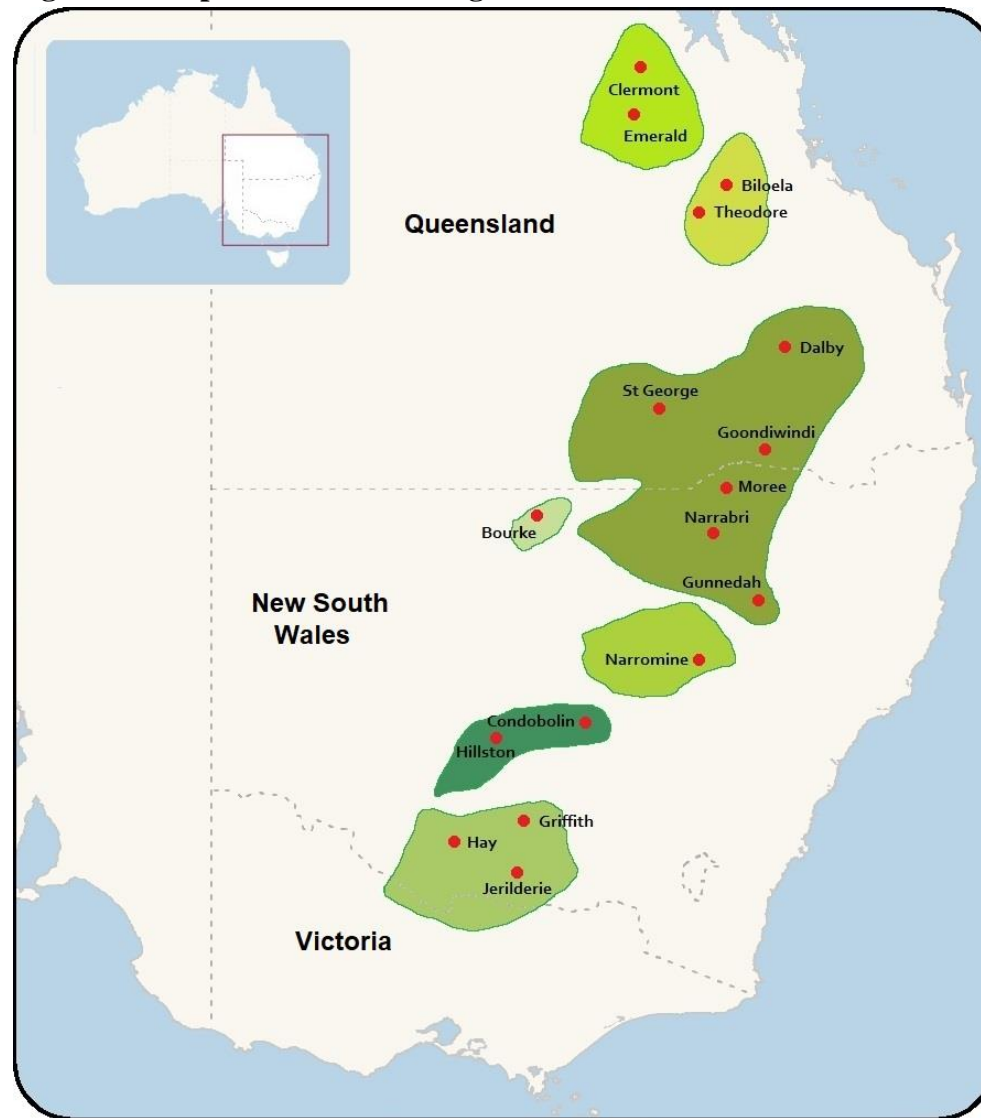 Clermont
Emerald
Biloela
Theodore
Queensland
Dalby
St George
Goondiwindi
Moree
Narrabri
Bourke
Gunnedah
New South
Wales
Narromine
Condobolin
Hillston
Griffith
Hay
Jerilderie
Victoria